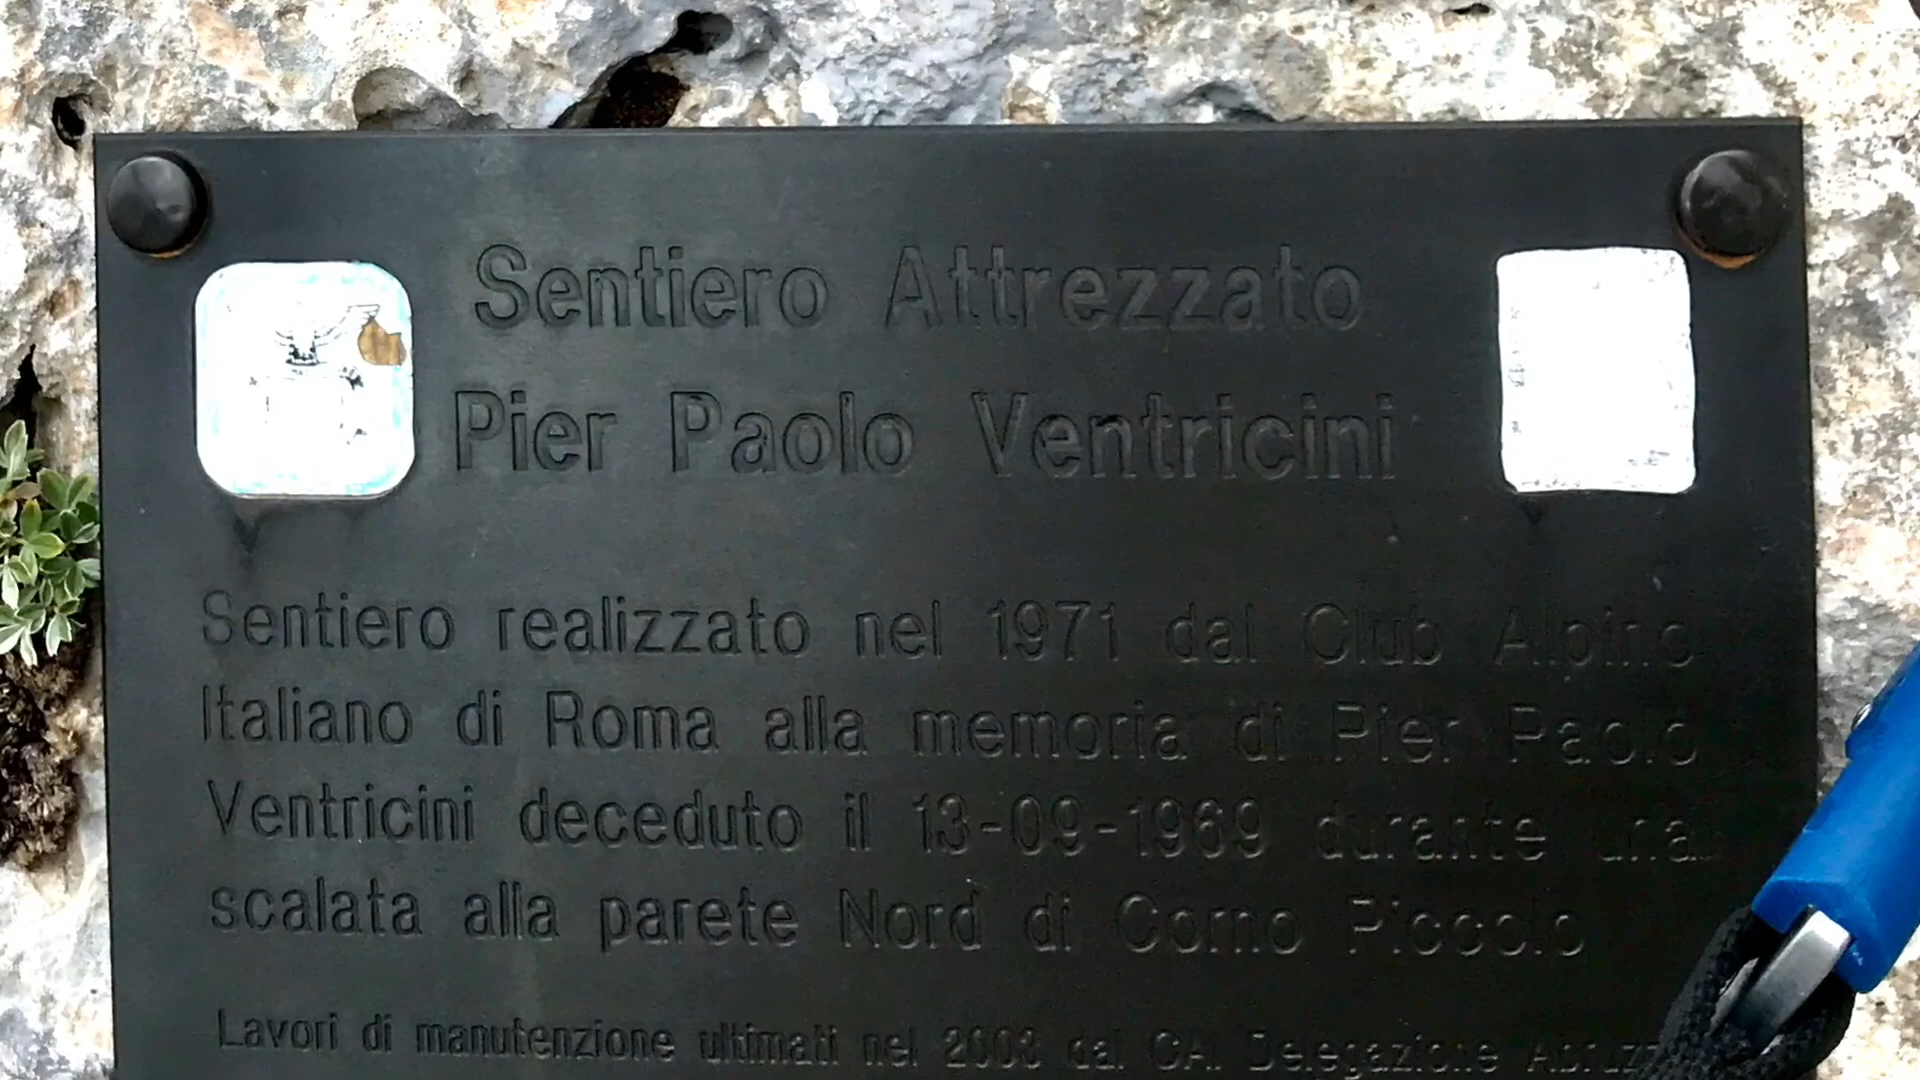 Sentiero Attrezzato
Pier Paolo Ventricini
Sentiero realizzato nel 1971 dal Club Alpino
Italiano di Roma alla memoria di Pier Paolo
Ventricini deceduto il 13-09-1969 durante una
scalata alla parete Nord di Corno Piccolo
Lavori di manutenzione ultimati nel 2003 dal CAI Delegazione